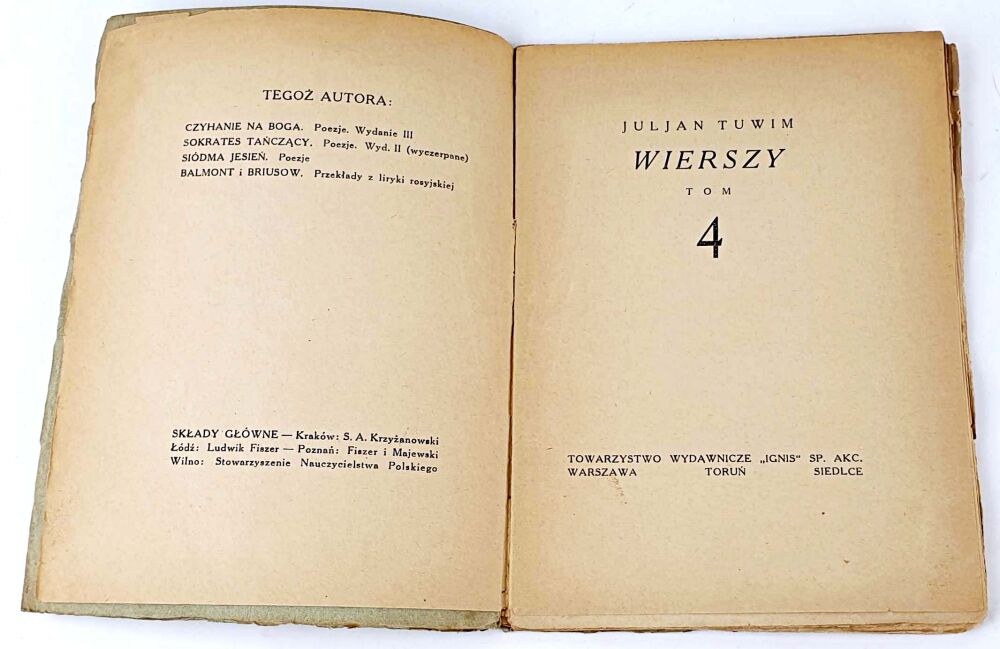 TEGOŻ AUTORA:
CZYHANIE NA BOGA. Poezje. Wydanie III
SOKRATES TAŃCZĄCY. Poezje. Wyd. II (wyczerpane)
SIÓDMA JESIEŃ. Poezje
BALMONT i BRIUSOW. Przekłady z liryki rosyjskiej
SKŁADY GŁÓWNE — Kraków: S. A. Krzyżanowski
Łódź: Ludwik Fiszer — Poznań: Fiszer i Majewski
Wilno: Stowarzyszenie Nauczycielstwa Polskiego
JULJAN TUWIM
WIERSZY
TOM
4
TOWARZYSTWO WYDAWNICZE „IGNIS“ SP. AKC.
WARSZAWA TORUŃ SIEDLCE